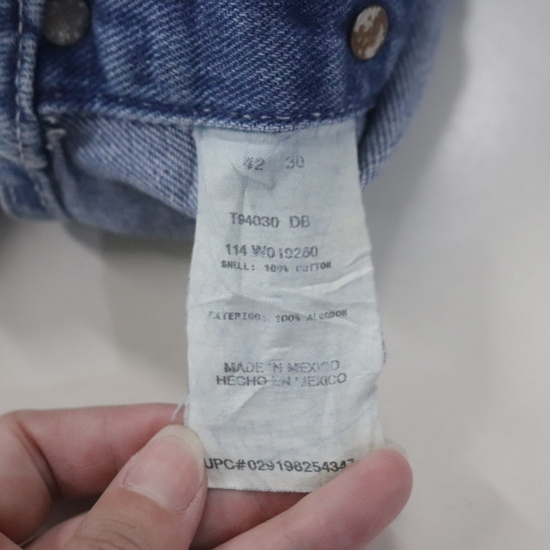 42 30
T94030 DB
114 W010260
SHELL: 100% COTTON
EXTERIOR: 100% ALGODON
MADE IN MEXICO
HECHO EN MEXICO
UPC#029198254347